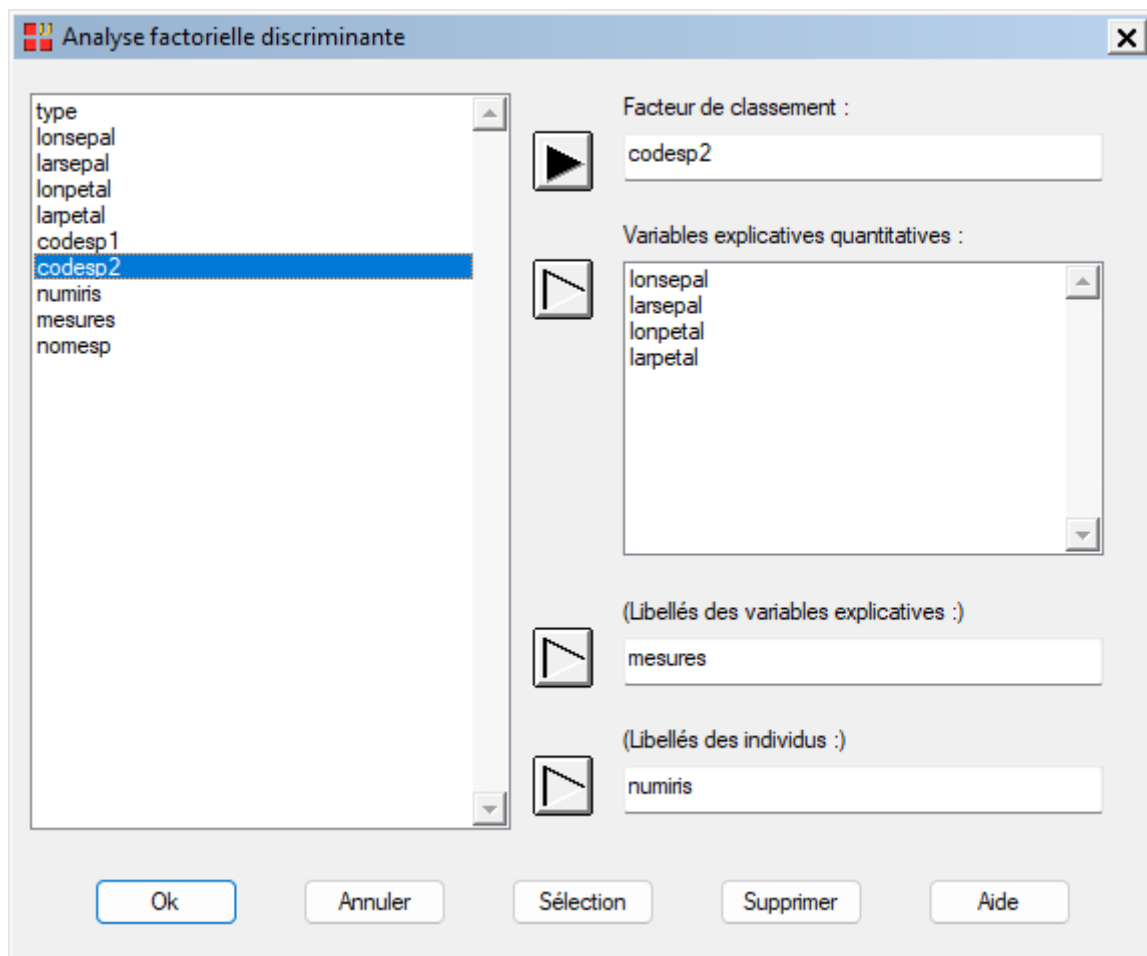 Analyse factorielle discriminante
type
lonsepal
larsepal
lonpetal
larpetal
codesp1
codesp2
numiris
mesures
nomesp
Facteur de classement :
codesp2
Variables explicatives quantitatives :
lonsepal
larsepal
lonpetal
larpetal
(Libellés des variables explicatives :)
mesures
(Libellés des individus :)
numiris
Ok Annuler Sélection Supprimer Aide